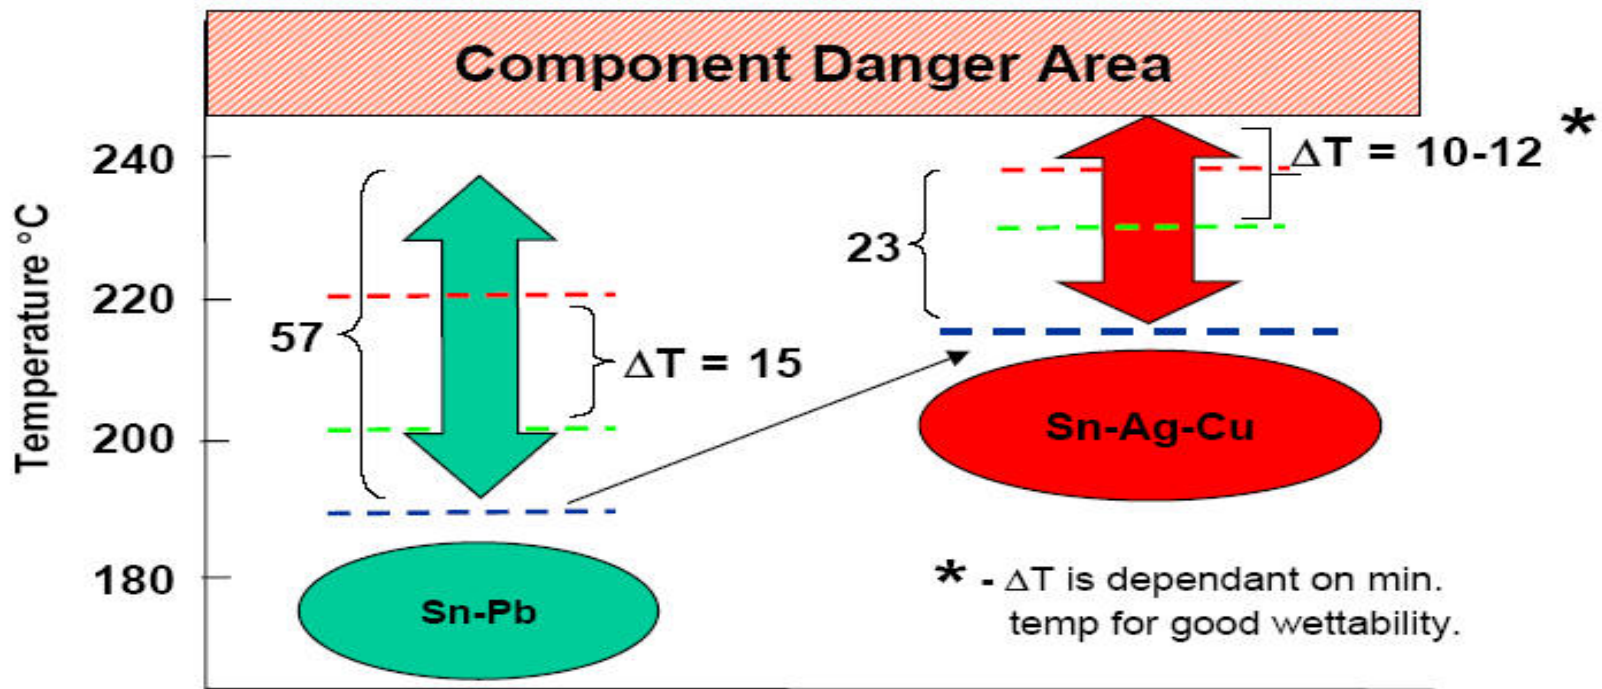 Component Danger Area
Temperature °C
240
220
200
180
57
ΔT = 15
Sn-Pb
23
ΔT = 10-12 *
Sn-Ag-Cu
* - ΔT is dependant on min.
temp for good wettability.